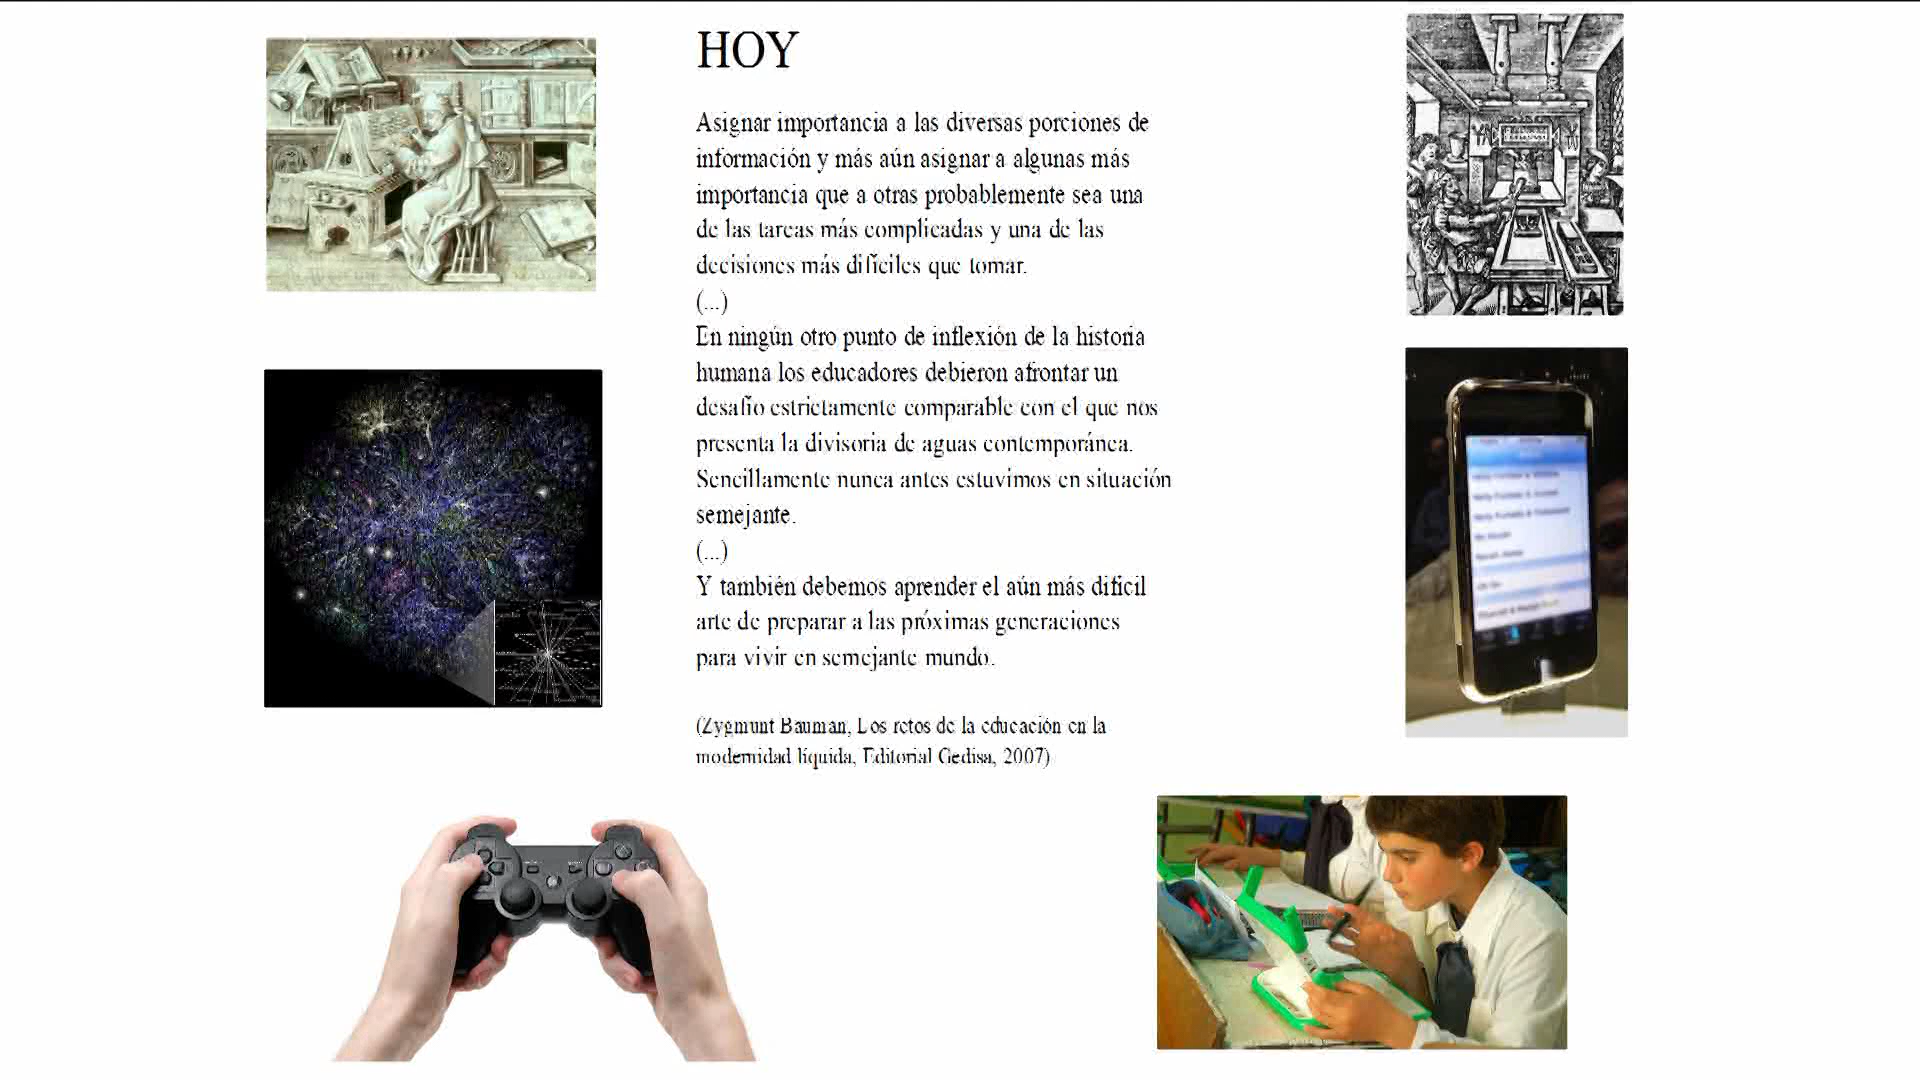 HOY
Asignar importancia a las diversas porciones de
información y más aún asignar a algunas más
importancia que a otras probablemente sea una
de las tareas más complicadas y una de las
decisiones más difíciles que tomar.
(...)
En ningún otro punto de inflexión de la historia
humana los educadores debieron afrontar un
desafío estrictamente comparable con el que nos
presenta la divisoria de aguas contemporánea.
Sencillamente nunca antes estuvimos en situación
semejante.
(...)
Y también debemos aprender el aún más difícil
arte de preparar a las próximas generaciones
para vivir en semejante mundo.
(Zygmunt Bauman, Los retos de la educación en la
modernidad líquida, Editorial Gedisa, 2007)